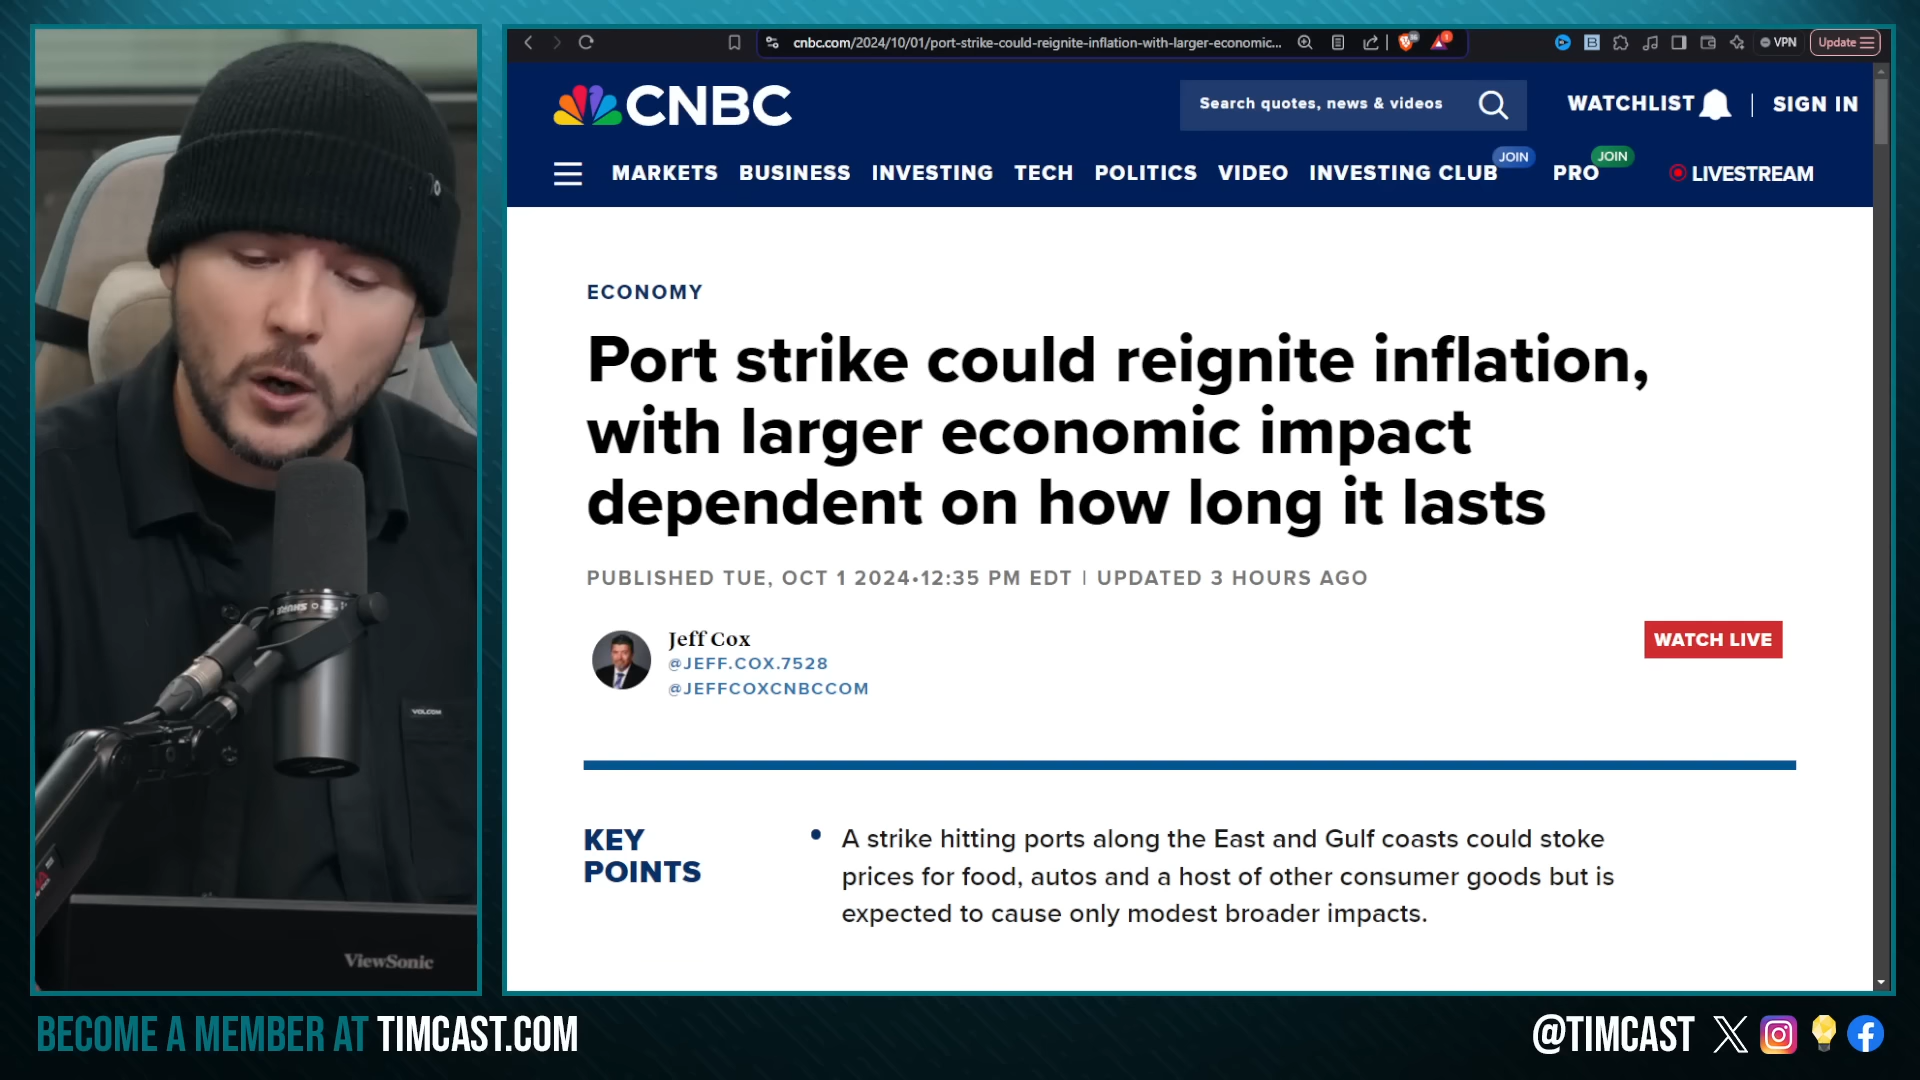 cnbc.com/2024/10/01/port-strike-could-reignite-inflation-with-larger-economic...
VPN
Update
CNBC
Search quotes, news & videos
WATCHLIST
SIGN IN
JOIN
JOIN
MARKETS BUSINESS INVESTING TECH POLITICS VIDEO INVESTING CLUB PRO LIVESTREAM
ECONOMY
Port strike could reignite inflation,
with larger economic impact
dependent on how long it lasts
PUBLISHED TUE, OCT 1 2024•12:35 PM EDT | UPDATED 3 HOURS AGO
Jeff Cox
@JEFF.COX.7528
@JEFFCOXCNBCCOM
WATCH LIVE
KEY
POINTS
• A strike hitting ports along the East and Gulf coasts could stoke
prices for food, autos and a host of other consumer goods but is
expected to cause only modest broader impacts.
SHURE
VOLCOM
ViewSonic
BECOME A MEMBER AT TIMCAST.COM
@TIMCAST